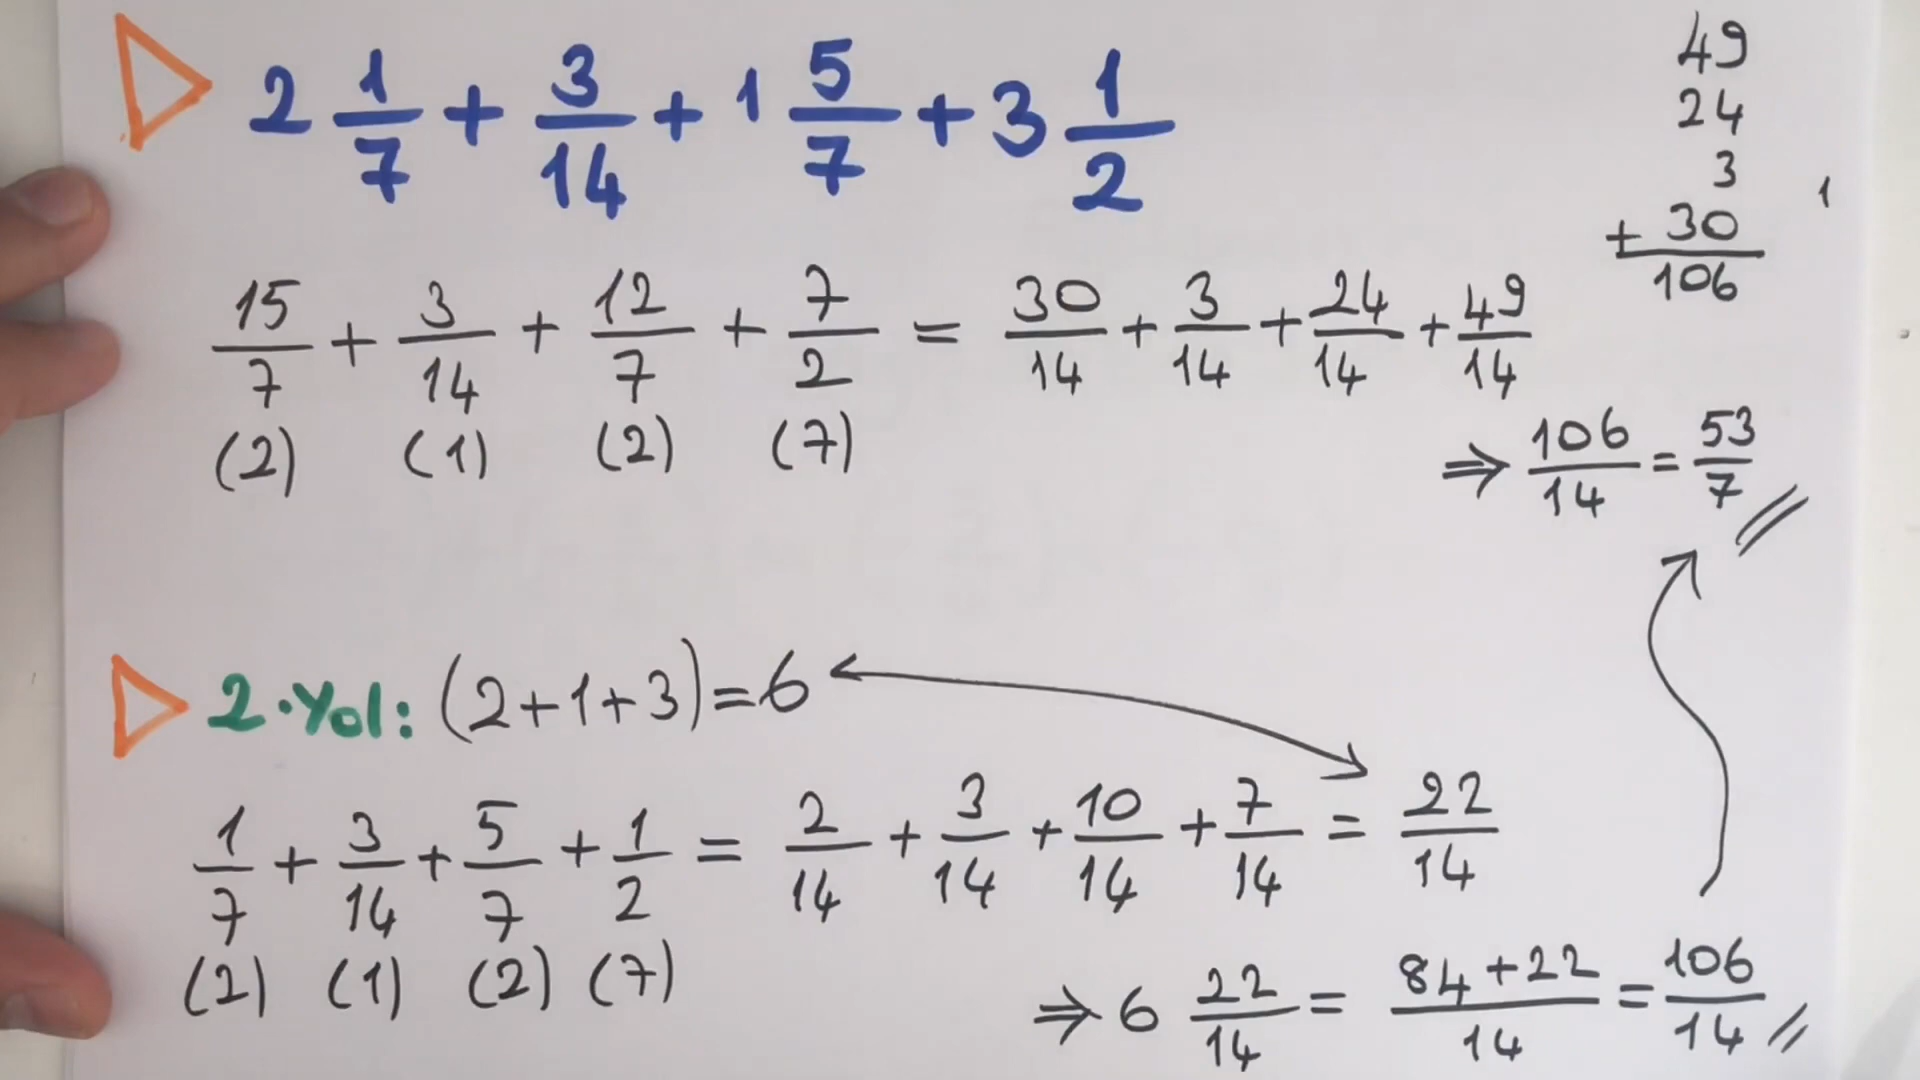 2 1/7 + 3/14 + 1 5/7 + 3 1/2
15/7 + 3/14 + 12/7 + 7/2 = 30/14 + 3/14 + 24/14 + 49/14
(2) (1) (2) (7)
⇒ 106/14 = 53/7 //
49
24
3
1
+ 30
106
2.Yol: (2+1+3)=6
1/7 + 3/14 + 5/7 + 1/2 = 2/14 + 3/14 + 10/14 + 7/14 = 22/14
(2) (1) (2) (7)
⇒ 6 22/14 = 84+22/14 = 106/14 //